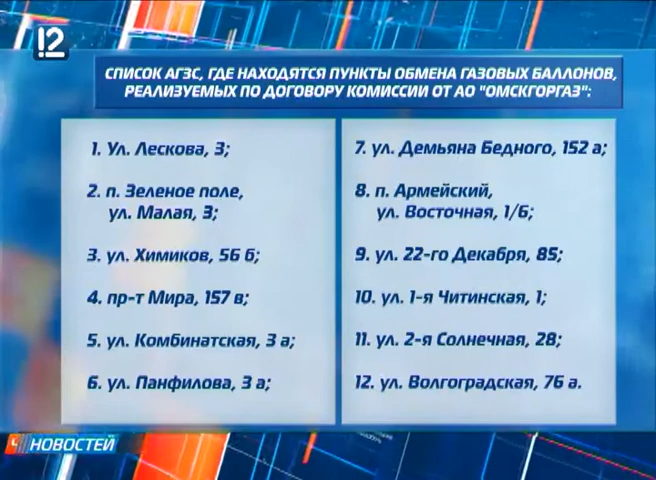 12
СПИСОК АГЗС, ГДЕ НАХОДЯТСЯ ПУНКТЫ ОБМЕНА ГАЗОВЫХ БАЛЛОНОВ,
РЕАЛИЗУЕМЫХ ПО ДОГОВОРУ КОМИССИИ ОТ АО "ОМСКГОРГАЗ":
1. Ул. Лескова, 3;
2. п. Зеленое поле,
ул. Малая, 3;
3. ул. Химиков, 56 б;
4. пр-т Мира, 157 в;
5. ул. Комбинатская, 3 а;
6. ул. Панфилова, 3 а;
7. ул. Демьяна Бедного, 152 а;
8. п. Армейский,
ул. Восточная, 1/Б;
9. ул. 22-го Декабря, 85;
10. ул. 1-я Читинская, 1;
11. ул. 2-я Солнечная, 28;
12. ул. Волгоградская, 76 а.
НОВОСТЕЙ